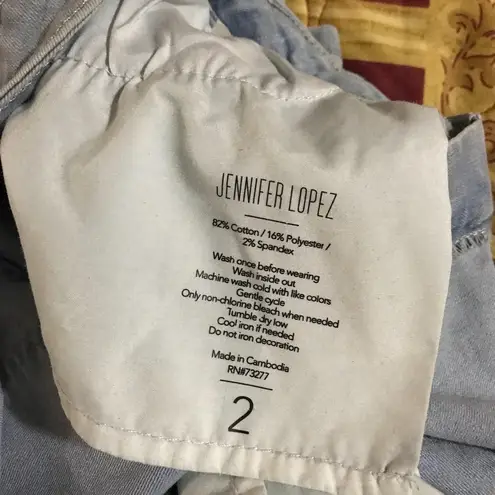 JENNIFER LOPEZ
82% Cotton / 16% Polyester /
2% Spandex
Wash once before wearing
Wash inside out
Machine wash cold with like colors
Gentle cycle
Only non-chlorine bleach when needed
Tumble dry low
Cool iron if needed
Do not iron decoration
Made in Cambodia
RN#73277
2